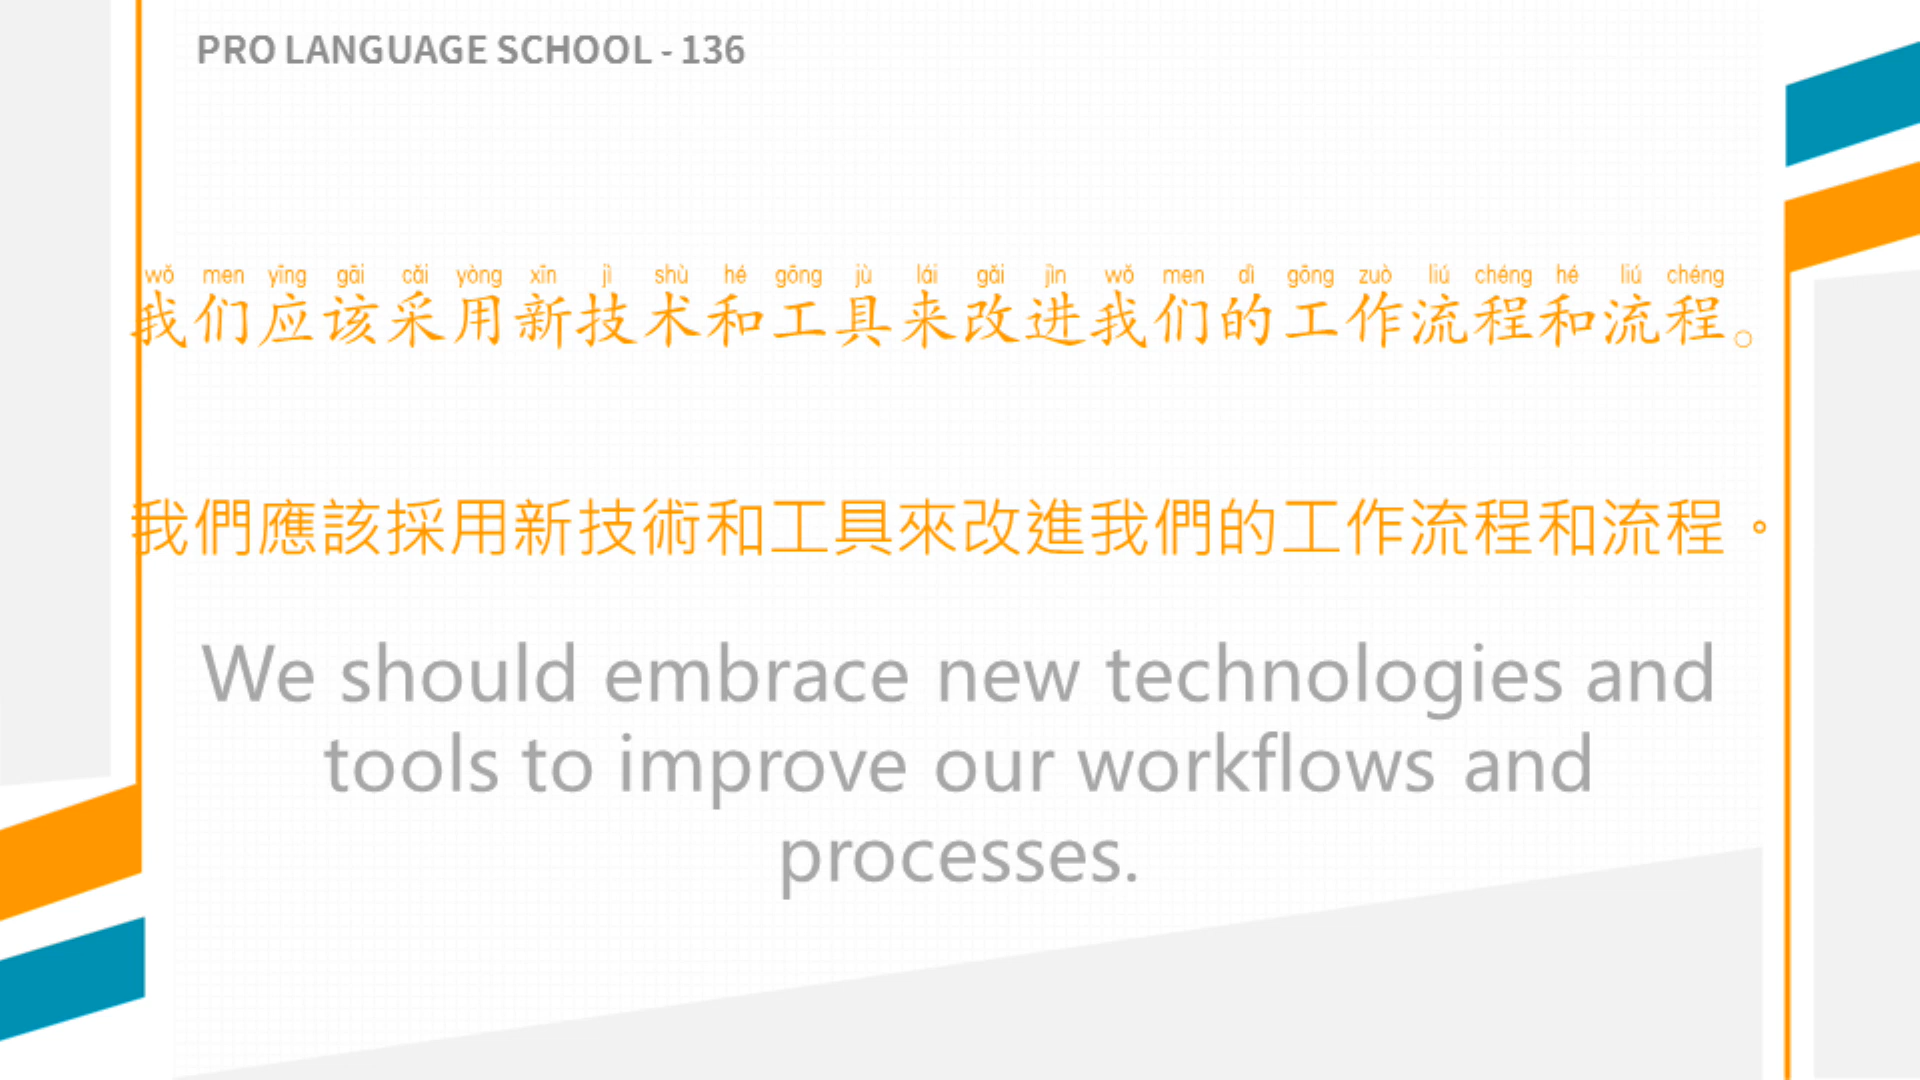 PRO LANGUAGE SCHOOL - 136
wǒ men yīng gāi cǎi yòng xīn jì shù hé gōng jù lái gǎi jìn wǒ men dì gōng zuò liú chéng hé liú chéng
我们应该采用新技术和工具来改进我们的工作流程和流程。
我們應該採用新技術和工具來改進我們的工作流程和流程。
We should embrace new technologies and
tools to improve our workflows and
processes.